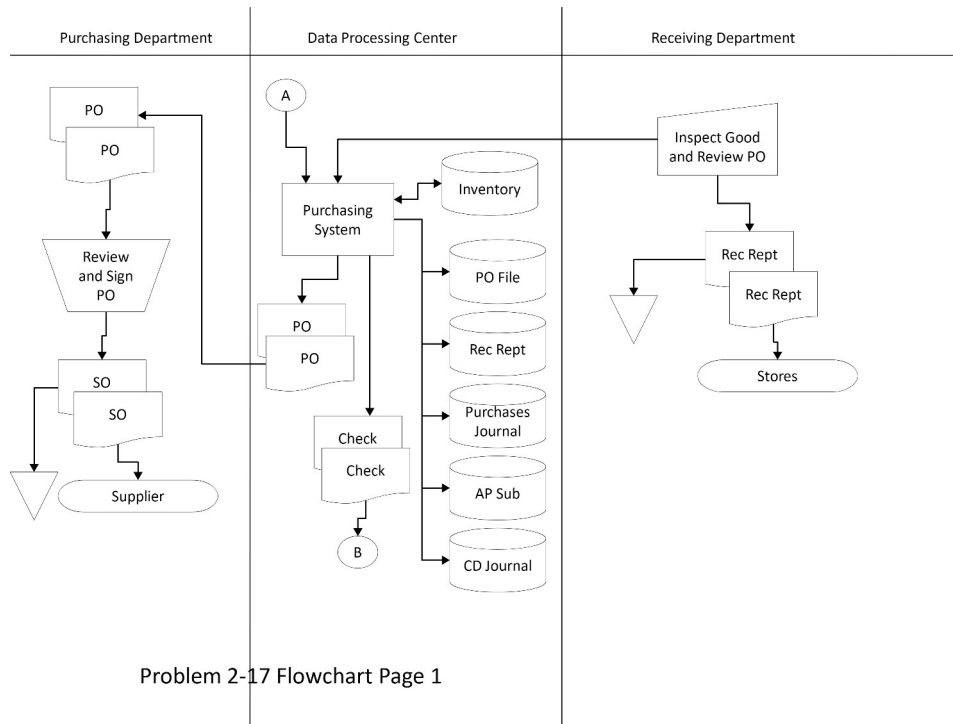 Purchasing Department
Data Processing Center
Receiving Department
PO
PO
Review
and Sign
PO
SO
SO
Supplier
A
Purchasing
System
PO
PO
Check
Check
B
Inventory
PO File
Rec Rept
Purchases
Journal
AP Sub
CD Journal
Inspect Good
and Review PO
Rec Rept
Rec Rept
Stores
Problem 2-17 Flowchart Page 1